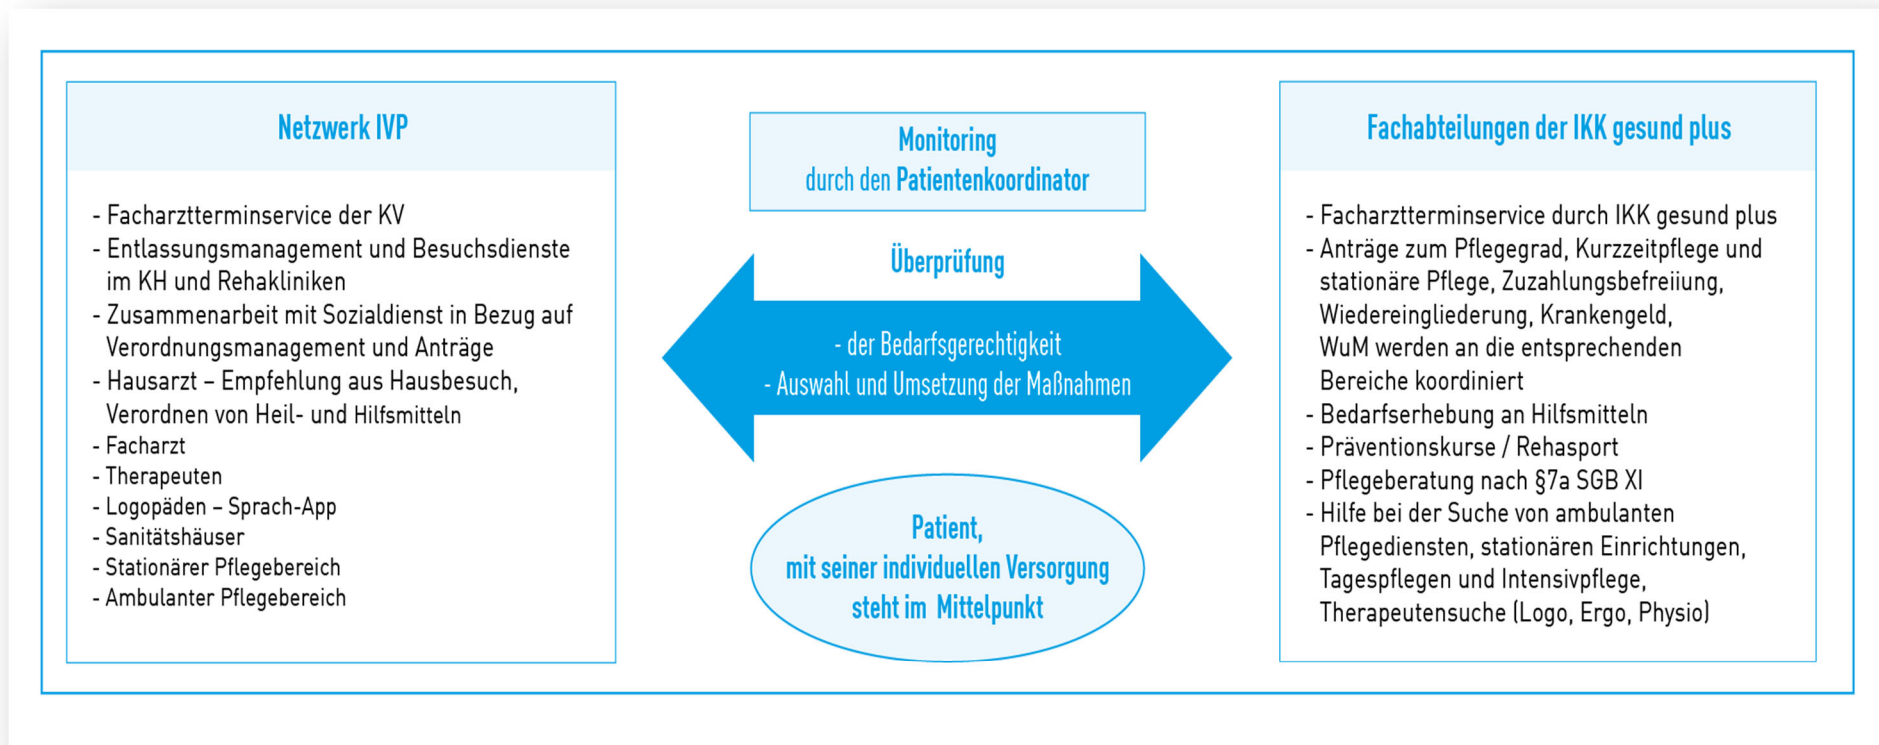 Netzwerk IVP
- Facharztterminservice der KV
- Entlassungsmanagement und Besuchsdienste
im KH und Rehakliniken
- Zusammenarbeit mit Sozialdienst in Bezug auf
Verordnungsmanagement und Anträge
- Hausarzt – Empfehlung aus Hausbesuch,
Verordnen von Heil- und Hilfsmitteln
- Facharzt
- Therapeuten
- Logopäden – Sprach-App
- Sanitätshäuser
- Stationärer Pflegebereich
- Ambulanter Pflegebereich
Monitoring
durch den Patientenkoordinator
Überprüfung
- der Bedarfsgerechtigkeit
- Auswahl und Umsetzung der Maßnahmen
Patient,
mit seiner individuellen Versorgung
steht im Mittelpunkt
Fachabteilungen der IKK gesund plus
- Facharztterminservice durch IKK gesund plus
- Anträge zum Pflegegrad, Kurzzeitpflege und
stationäre Pflege, Zuzahlungsbefreiiung,
Wiedereingliederung, Krankengeld,
WuM werden an die entsprechenden
Bereiche koordiniert
- Bedarfserhebung an Hilfsmitteln
- Präventionskurse / Rehasport
- Pflegeberatung nach §7a SGB XI
- Hilfe bei der Suche von ambulanten
Pflegediensten, stationären Einrichtungen,
Tagespflegen und Intensivpflege,
Therapeutensuche (Logo, Ergo, Physio)